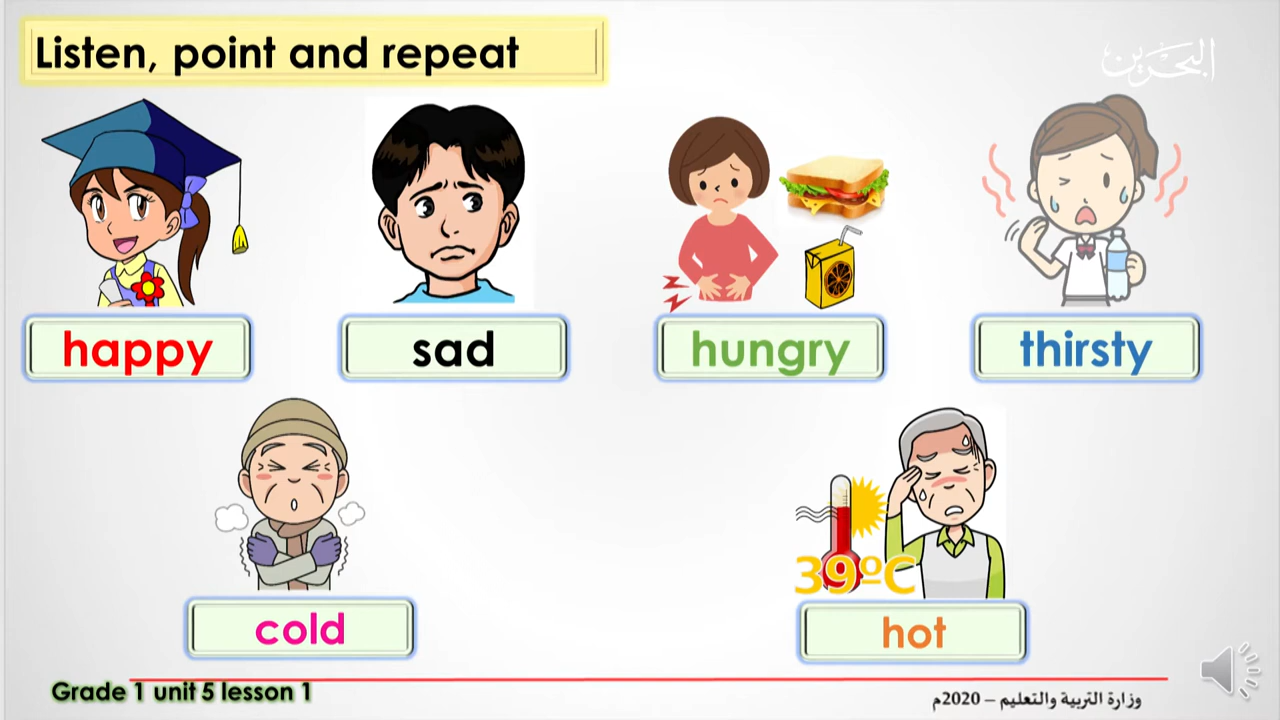 Listen, point and repeat
البحرين
happy
sad
hungry
thirsty
39ºC
cold
hot
Grade 1 unit 5 lesson 1
وزارة التربية والتعليم – 2020م